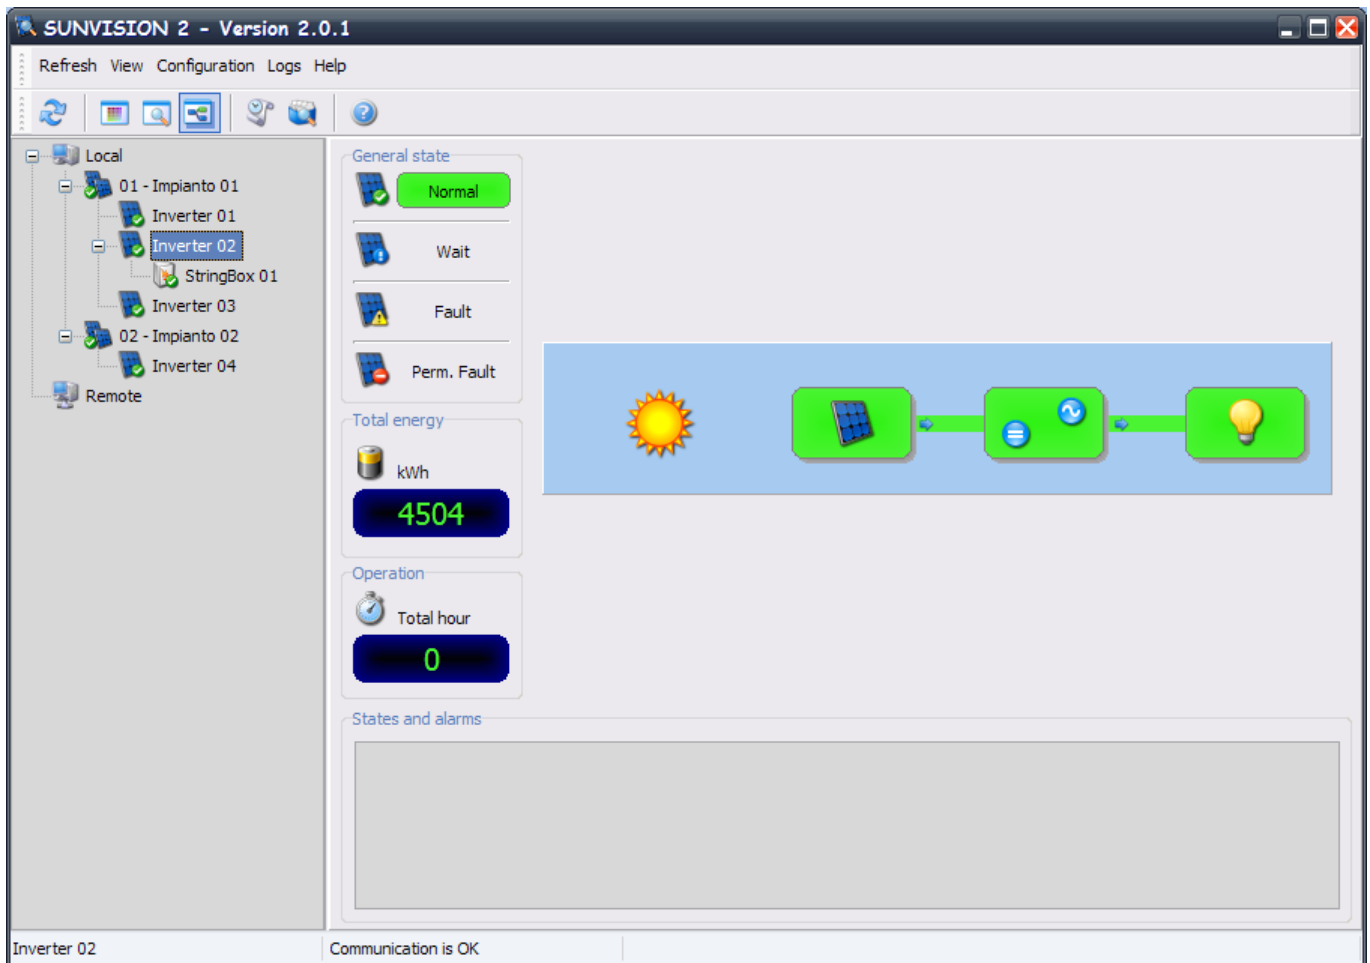 SUNVISION 2 - Version 2.0.1
Refresh View Configuration Logs Help
Local
01 - Impianto 01
Inverter 01
Inverter 02
StringBox 01
Inverter 03
02 - Impianto 02
Inverter 04
Remote
General state
Normal
Wait
Fault
Perm. Fault
Total energy
kWh
4504
Operation
Total hour
0
States and alarms
Inverter 02
Communication is OK